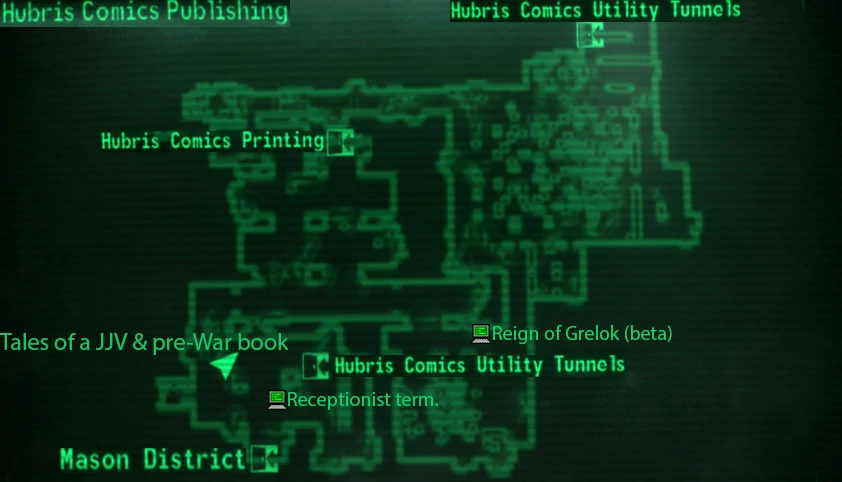 Hubris Comics Publishing
Hubris Comics Utility Tunnels
Hubris Comics Printing
Reign of Grelok (beta)
Tales of a JJV & pre-War book
Hubris Comics Utility Tunnels
Receptionist term.
Mason District